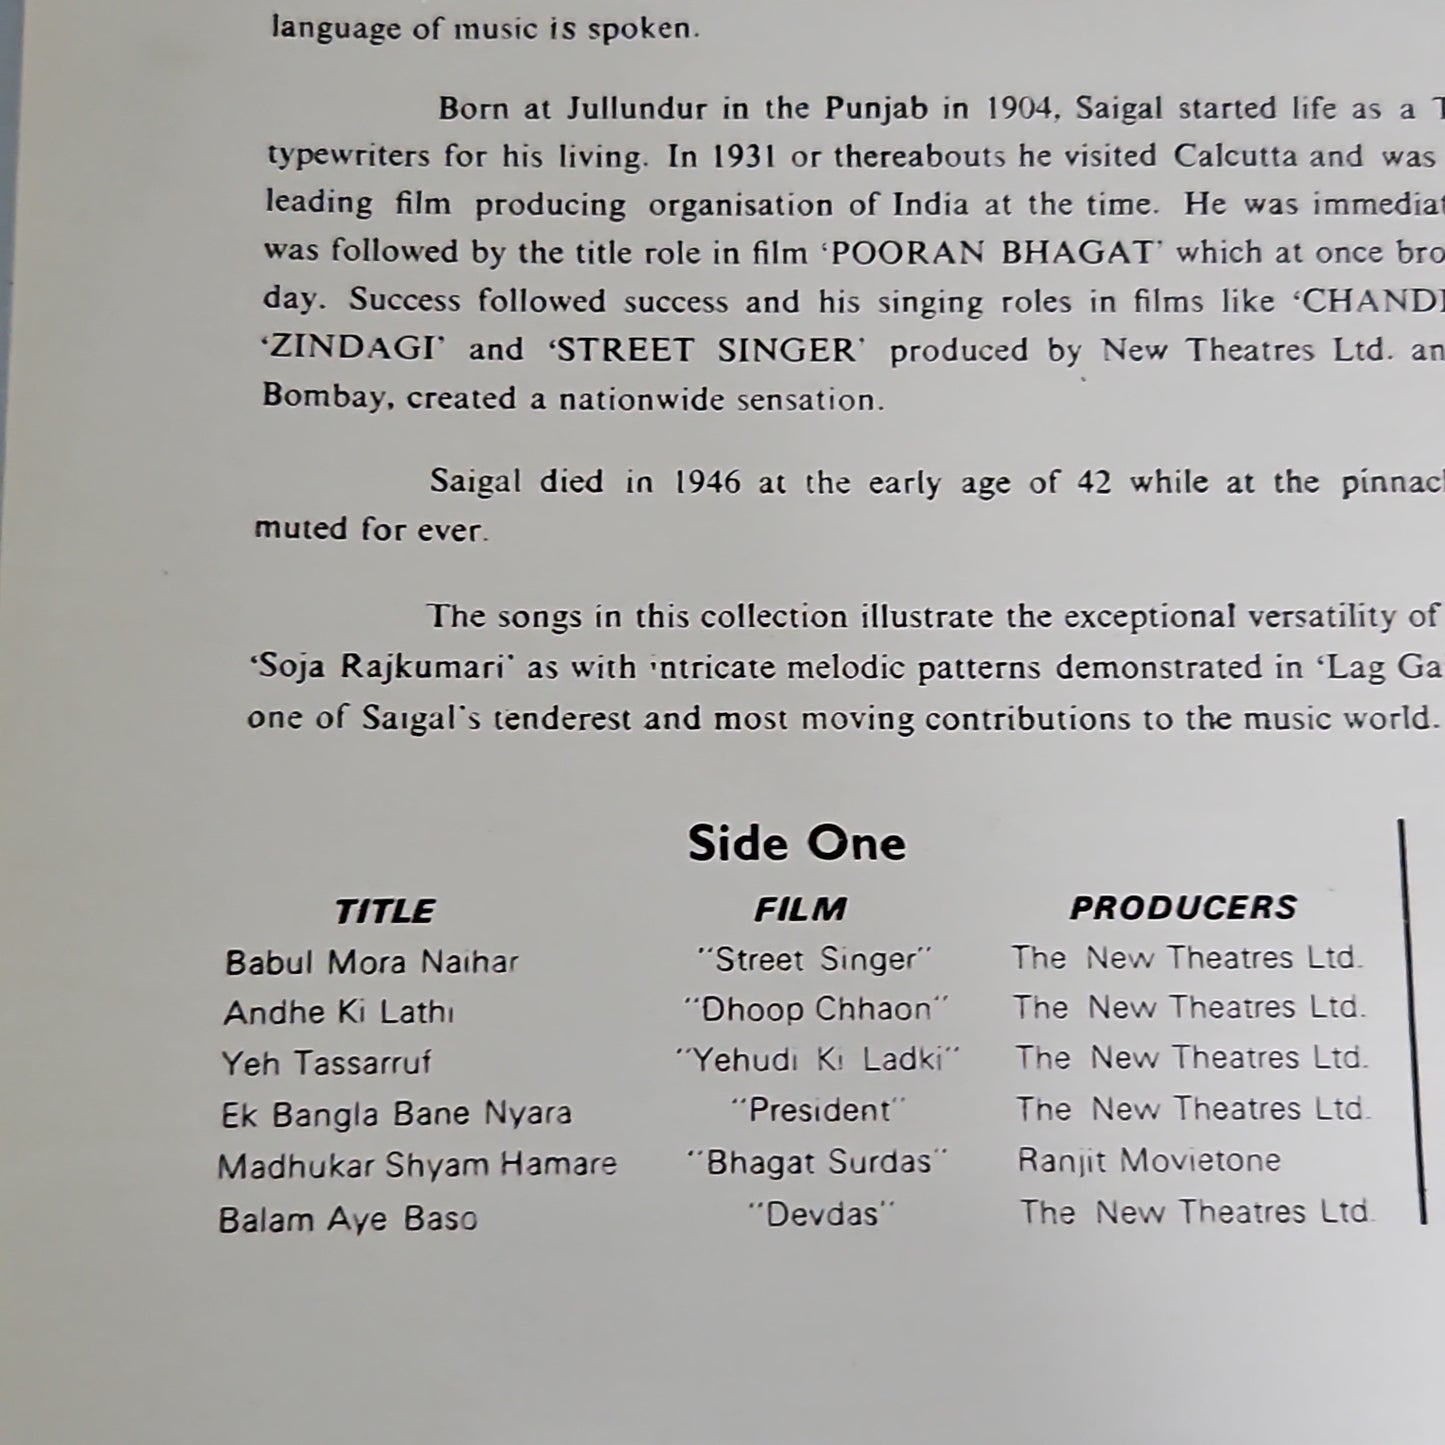 language of music is spoken.
Born at Jullundur in the Punjab in 1904, Saigal started life as a
typewriters for his living. In 1931 or thereabouts he visited Calcutta and was
leading film producing organisation of India at the time. He was
was followed by the title role in film ‘POORAN BHAGAT’ which at once
day. Success followed success and his singing roles in films like
‘ZINDAGI’ and ‘STREET SINGER’ produced by New Theatres Ltd.
Bombay, created a nationwide sensation.
Saigal died in 1946 at the early age of 42 while at the
muted for ever.
The songs in this collection illustrate the exceptional versatility of
‘Soja Rajkumari’ as with intricate melodic patterns demonstrated in ‘Lag
one of Saigal's tenderest and most moving contributions to the music world.
Side One
TITLE FILM PRODUCERS
Babul Mora Naihar "Street Singer" The New Theatres Ltd.
Andhe Ki Lathi "Dhoop Chhaon" The New Theatres Ltd.
Yeh Tassarruf "Yehudi Ki Ladki" The New Theatres Ltd.
Ek Bangla Bane Nyara "President" The New Theatres Ltd.
Madhukar Shyam Hamare "Bhagat Surdas" Ranjit Movietone
Balam Aye Baso "Devdas" The New Theatres Ltd.